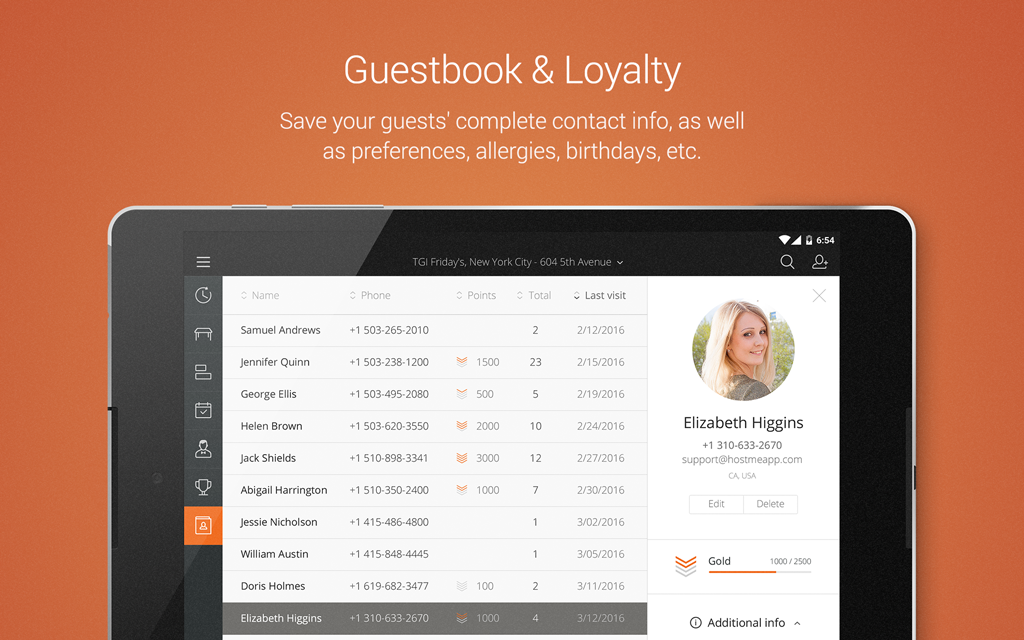 Guestbook & Loyalty
Save your guests' complete contact info, as well
as preferences, allergies, birthdays, etc.
6:54
TGI Friday's, New York City - 604 5th Avenue
Name Phone Points Total Last visit
Samuel Andrews +1 503-265-2010 2 2/12/2016
Jennifer Quinn +1 503-238-1200 1500 23 2/15/2016
George Ellis +1 503-495-2080 500 5 2/19/2016
Helen Brown +1 503-620-3550 2000 10 2/24/2016
Jack Shields +1 510-898-3341 3000 12 2/27/2016
Abigail Harrington +1 510-350-2400 1000 7 2/30/2016
Jessie Nicholson +1 415-486-4800 1 3/02/2016
William Austin +1 415-848-4445 1 3/05/2016
Doris Holmes +1 619-682-3477 100 2 3/11/2016
Elizabeth Higgins +1 310-633-2670 1000 4 3/12/2016
Elizabeth Higgins
+1 310-633-2670
support@hostmeapp.com
CA, USA
Edit Delete
Gold 1000 / 2500
Additional info